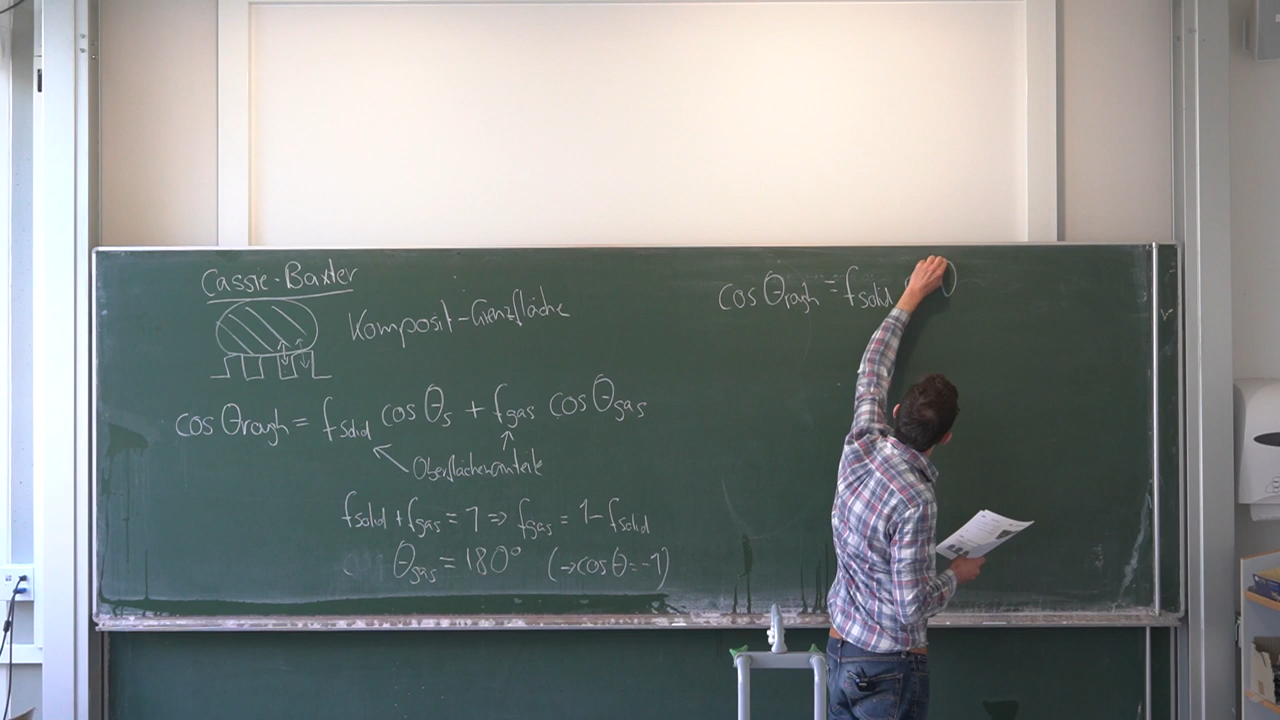 Cassie-Baxter
Komposit-Grenzfläche
cos θrough = fsolid cos θs + fgas cos θgas
Oberflächenanteile
fsolid + fgas = 1 ⇒ fgas = 1 - fsolid
θgas = 180° (→ cos θ = -1)
cos θrough = fsolid